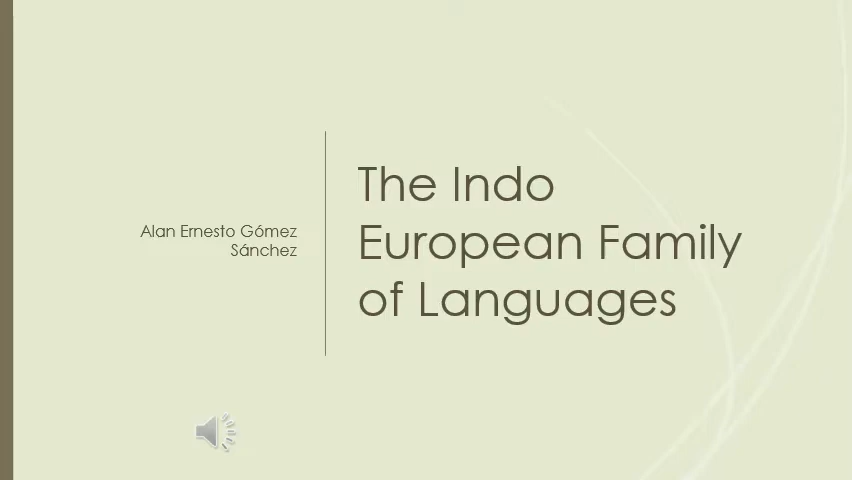 Alan Ernesto Gómez
Sánchez
The Indo
European Family
of Languages